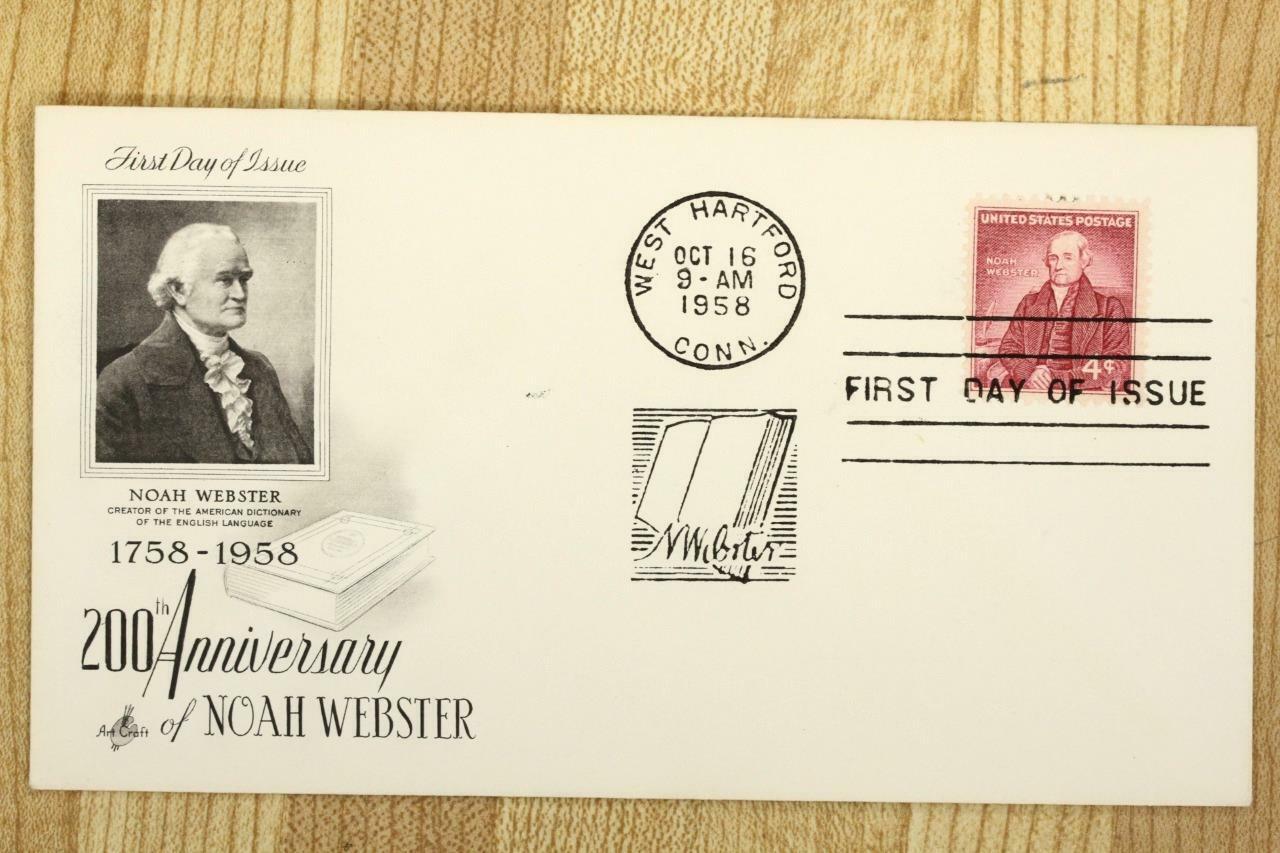 First Day of Issue
NOAH WEBSTER
CREATOR OF THE AMERICAN DICTIONARY
OF THE ENGLISH LANGUAGE
1758-1958
200th Anniversary
of NOAH WEBSTER
Art Craft
WEST HARTFORD
OCT 16
9-AM
1958
CONN.
N Webster
UNITED STATES POSTAGE
NOAH
WEBSTER
4¢
FIRST DAY OF ISSUE